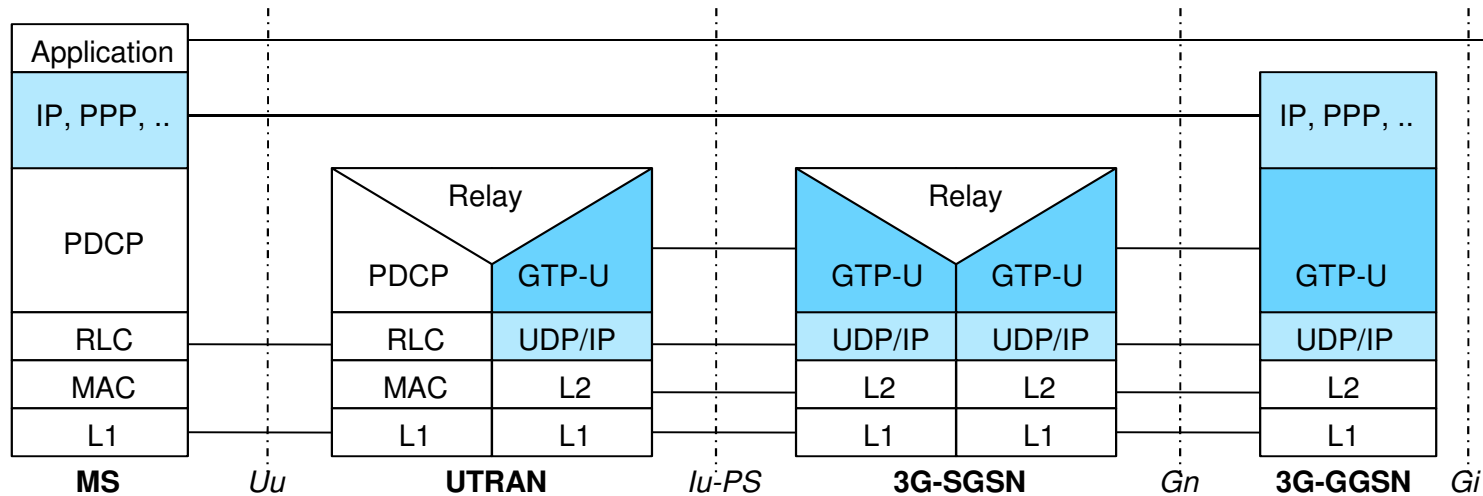 Application
IP, PPP, ..
IP, PPP, ..
Relay
Relay
PDCP
PDCP
GTP-U
GTP-U
GTP-U
GTP-U
RLC
RLC
UDP/IP
UDP/IP
UDP/IP
UDP/IP
MAC
MAC
L2
L2
L2
L2
L1
L1
L1
L1
L1
L1
MS
Uu
UTRAN
Iu-PS
3G-SGSN
Gn
3G-GGSN
Gi